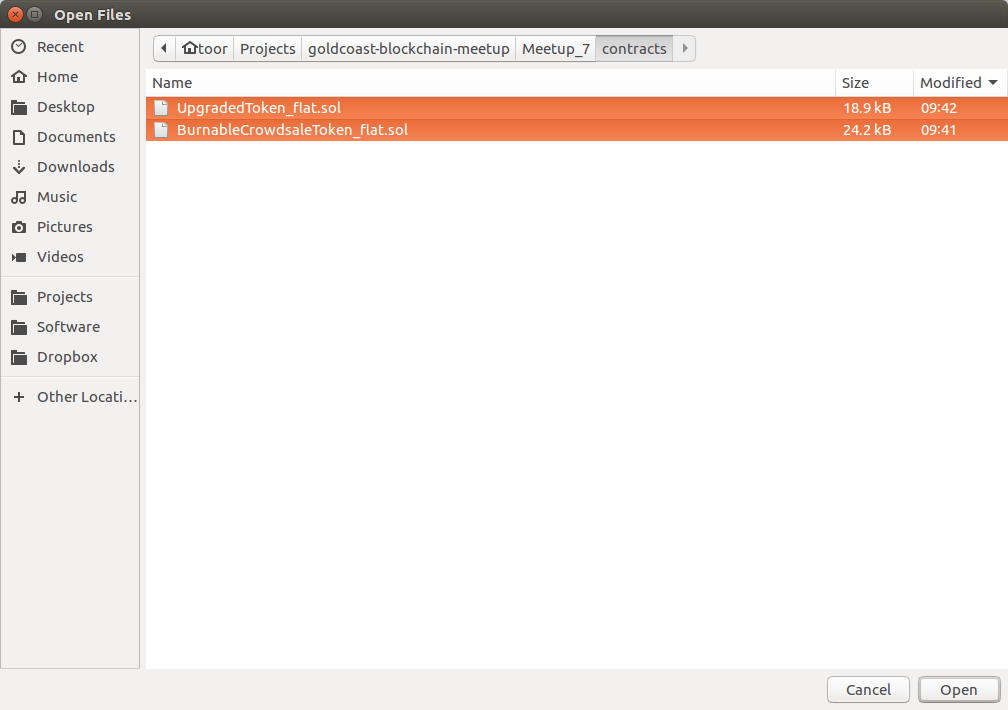 Open Files
Recent
Home
Desktop
Documents
Downloads
Music
Pictures
Videos
Projects
Software
Dropbox
Other Locati...
toor Projects goldcoast-blockchain-meetup Meetup_7 contracts
Name Size Modified
UpgradedToken_flat.sol 18.9 kB 09:42
BurnableCrowdsaleToken_flat.sol 24.2 kB 09:41
Cancel Open